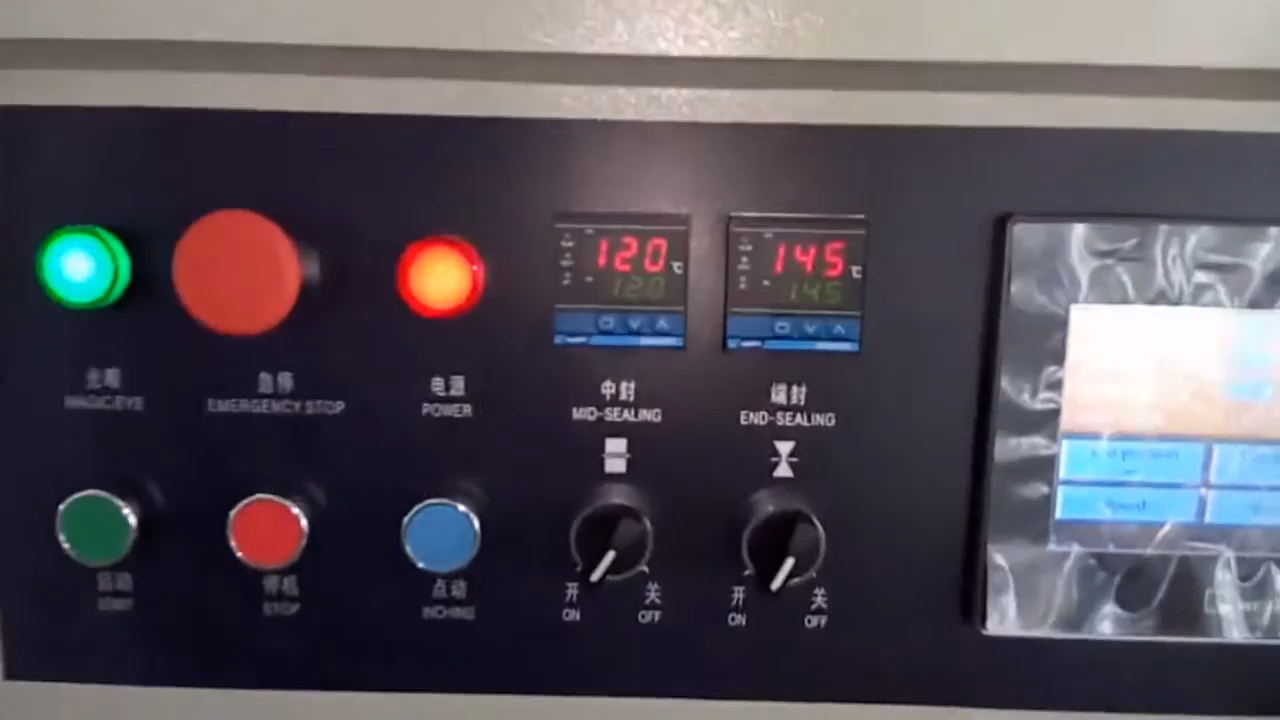 120
℃
120
145
℃
145
光眼
MAGIC EYE
急停
EMERGENCY STOP
电源
POWER
中封
MID-SEALING
端封
END-SEALING
启动
START
停机
STOP
点动
INCHING
开
ON
关
OFF
开
ON
关
OFF
Speed